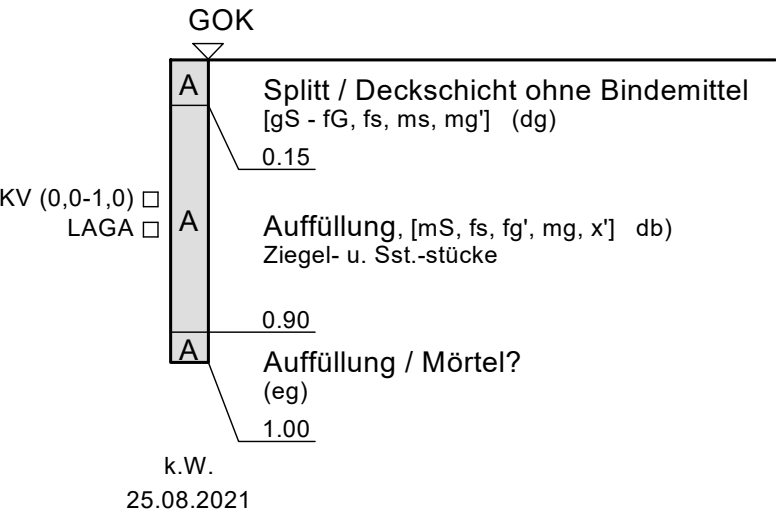 GOK
A
Splitt / Deckschicht ohne Bindemittel
[gS - fG, fs, ms, mg'] (dg)
0.15
KV (0,0-1,0)
LAGA
A
Auffüllung, [mS, fs, fg', mg, x'] db)
Ziegel- u. Sst.-stücke
0.90
A
Auffüllung / Mörtel?
(eg)
1.00
k.W.
25.08.2021